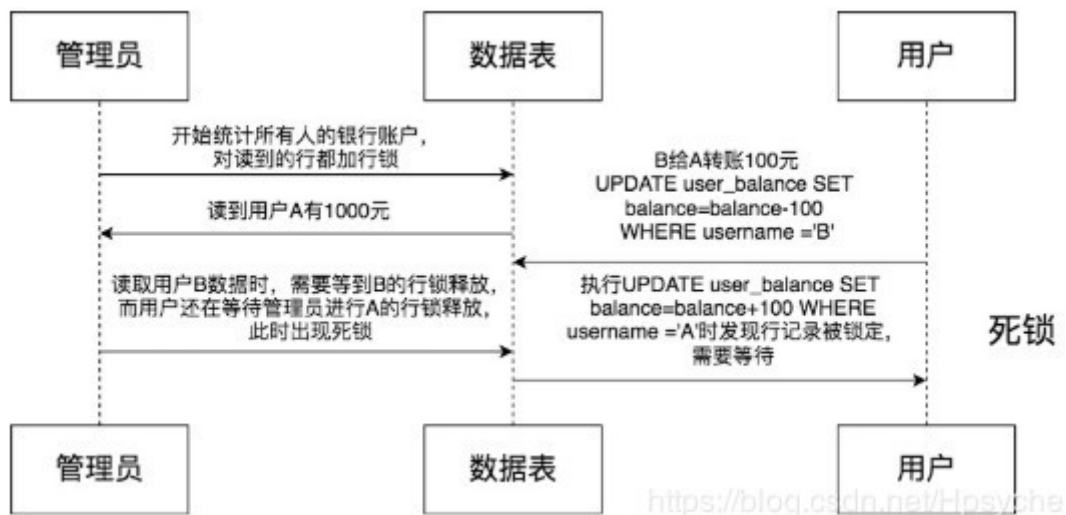 管理员
数据表
用户
开始统计所有人的银行账户，
对读到的行都加行锁
B给A转账100元
UPDATE user_balance SET
balance=balance-100
WHERE username ='B'
读到用户A有1000元
读取用户B数据时，需要等到B的行锁释放，
而用户还在等待管理员进行A的行锁释放，
此时出现死锁
执行UPDATE user_balance SET
balance=balance+100 WHERE
username ='A'时发现行记录被锁定，
需要等待
死锁
管理员
数据表
用户
https://blog.csdn.net/Hpsyche